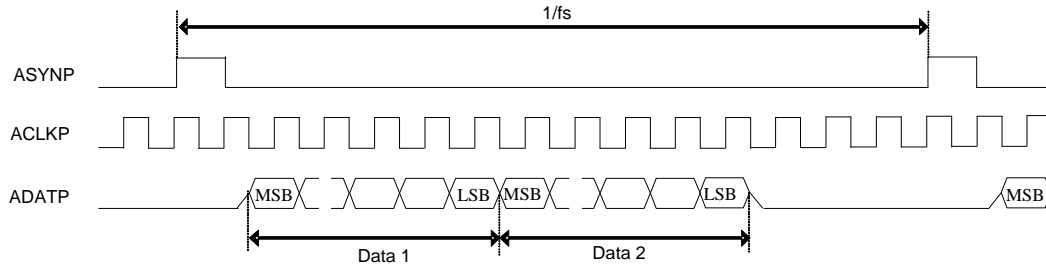 1/fs
ASYNP
ACLKP
ADATP
MSB LSB MSB LSB MSB
Data 1 Data 2